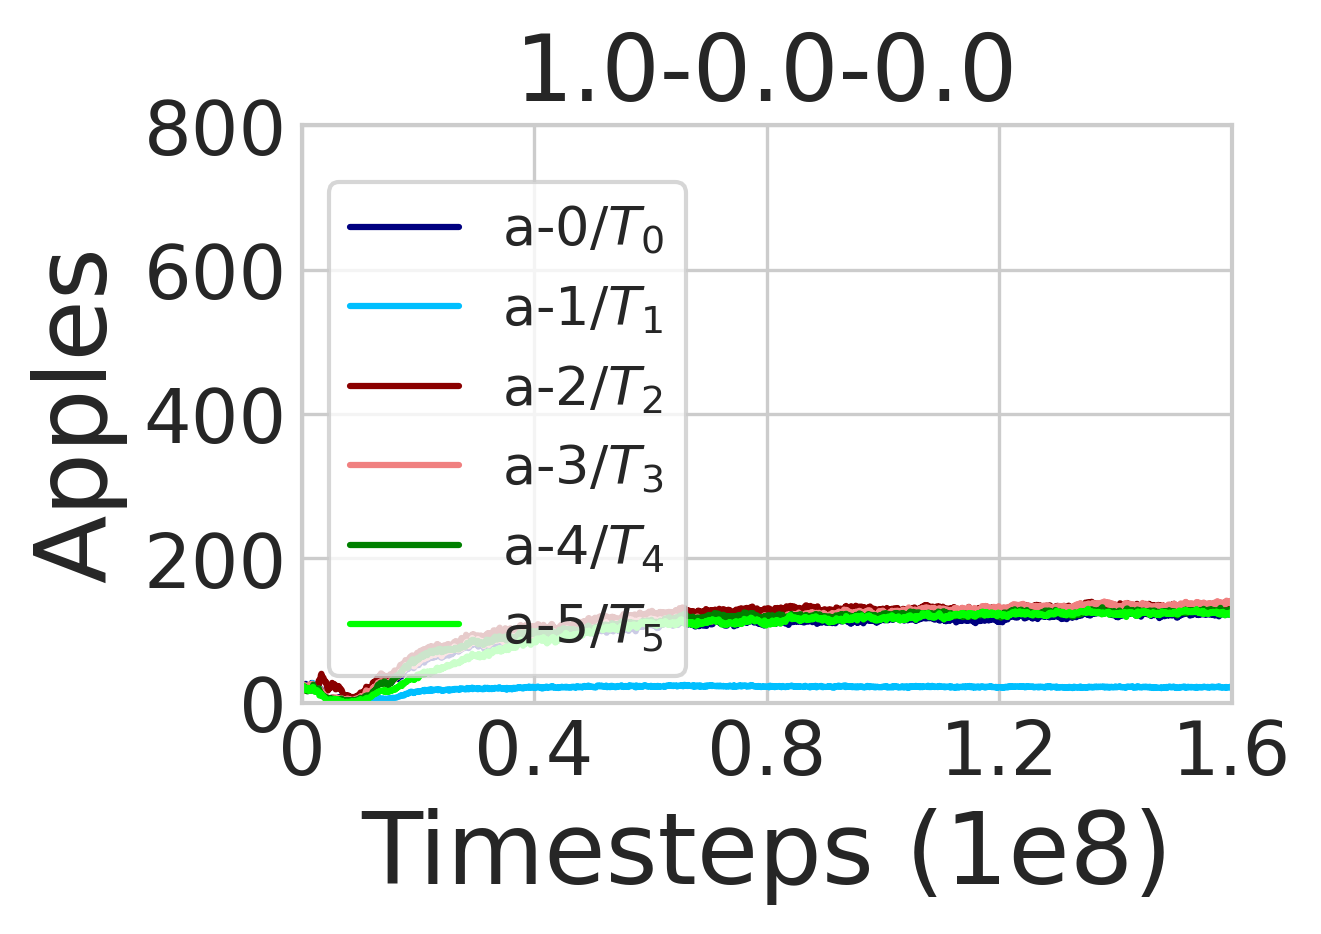 1.0-0.0-0.0
800
600
400
200
0
Apples
a-0/T0
a-1/T1
a-2/T2
a-3/T3
a-4/T4
a-5/T5
0 0.4 0.8 1.2 1.6
Timesteps (1e8)